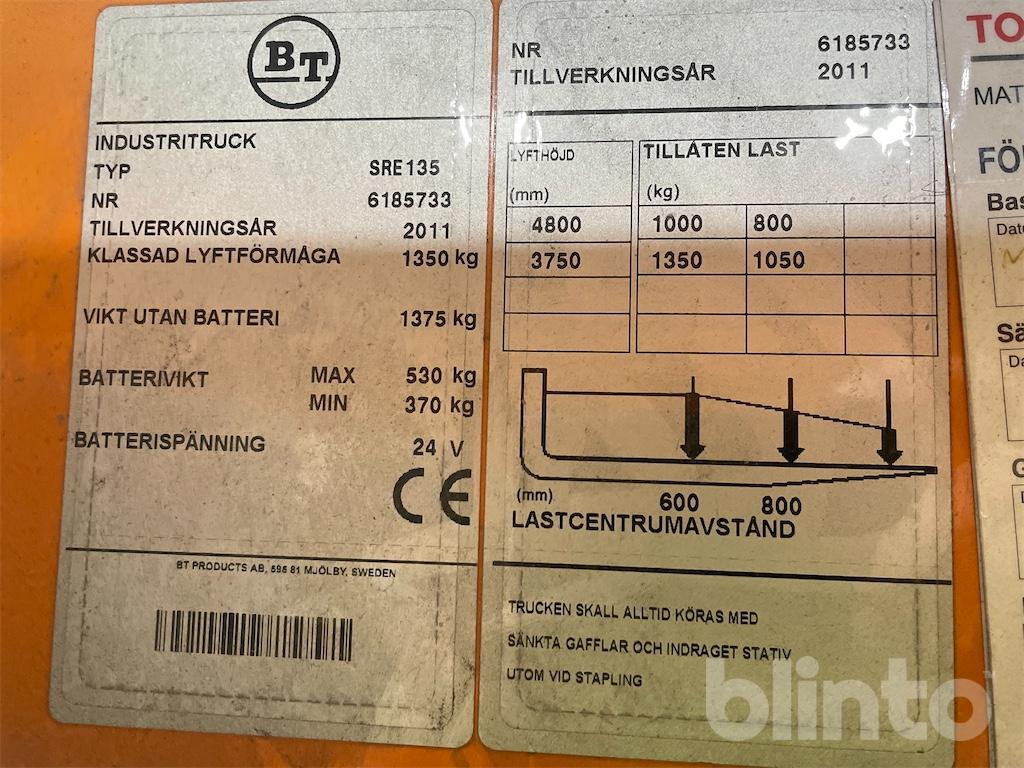 BT
INDUSTRITRUCK
TYP SRE135
NR 6185733
TILLVERKNINGSÅR 2011
KLASSAD LYFTFÖRMÅGA 1350 kg
VIKT UTAN BATTERI 1375 kg
BATTERIVIKT MAX 530 kg
MIN 370 kg
BATTERISPÄNNING 24 V
CE
BT PRODUCTS AB, 595 81 MJÖLBY, SWEDEN
NR 6185733
TILLVERKNINGSÅR 2011
LYFTHÖJD TILLÅTEN LAST
(mm) (kg)
4800 1000 800
3750 1350 1050
(mm) 600 800
LASTCENTRUMAVSTÅND
TRUCKEN SKALL ALLTID KÖRAS MED
SÄNKTA GAFFLAR OCH INDRAGET STATIV
UTOM VID STAPLING
TO
MAT
FÖ
Bas
Datu
Sä
Da
G
blinto